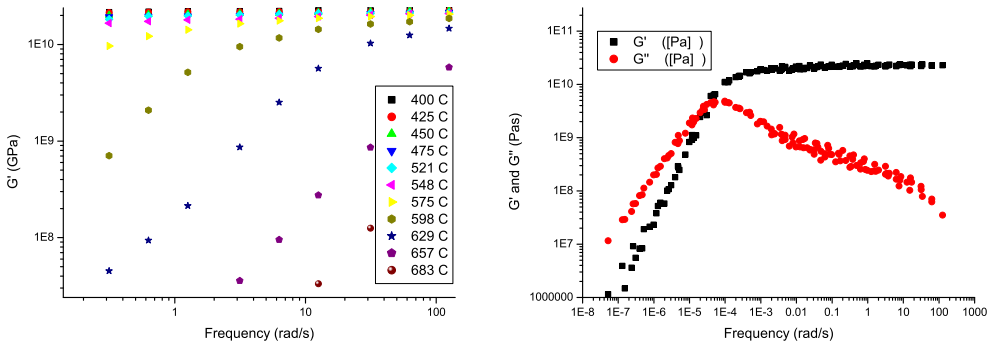 1E10
1E9
1E8
G' (GPa)
1
10
100
Frequency (rad/s)
400 C
425 C
450 C
475 C
521 C
548 C
575 C
598 C
629 C
657 C
683 C
1E11
1E10
1E9
1E8
1E7
1000000
G' and G'' (Pas)
G' ([Pa] )
G'' ([Pa] )
1E-8
1E-7
1E-6
1E-5
1E-4
1E-3
0.01
0.1
1
10
100
1000
Frequency (rad/s)